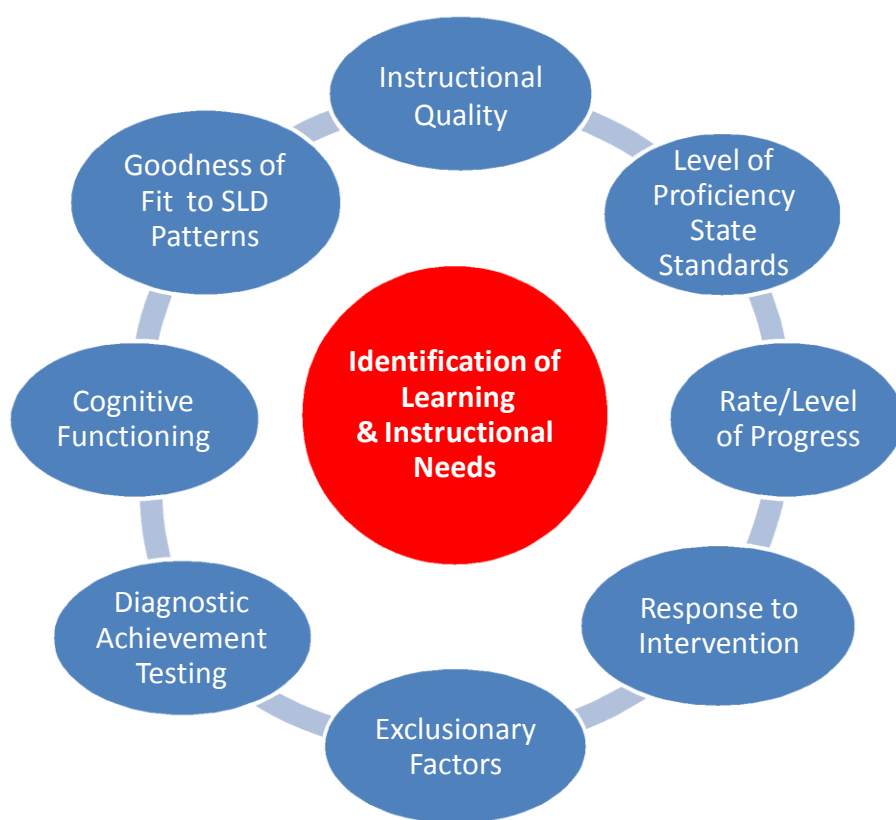 Instructional
Quality
Level of
Proficiency
State
Standards
Rate/Level
of Progress
Response to
Intervention
Exclusionary
Factors
Diagnostic
Achievement
Testing
Cognitive
Functioning
Goodness of
Fit to SLD
Patterns
Identification of
Learning
& Instructional
Needs